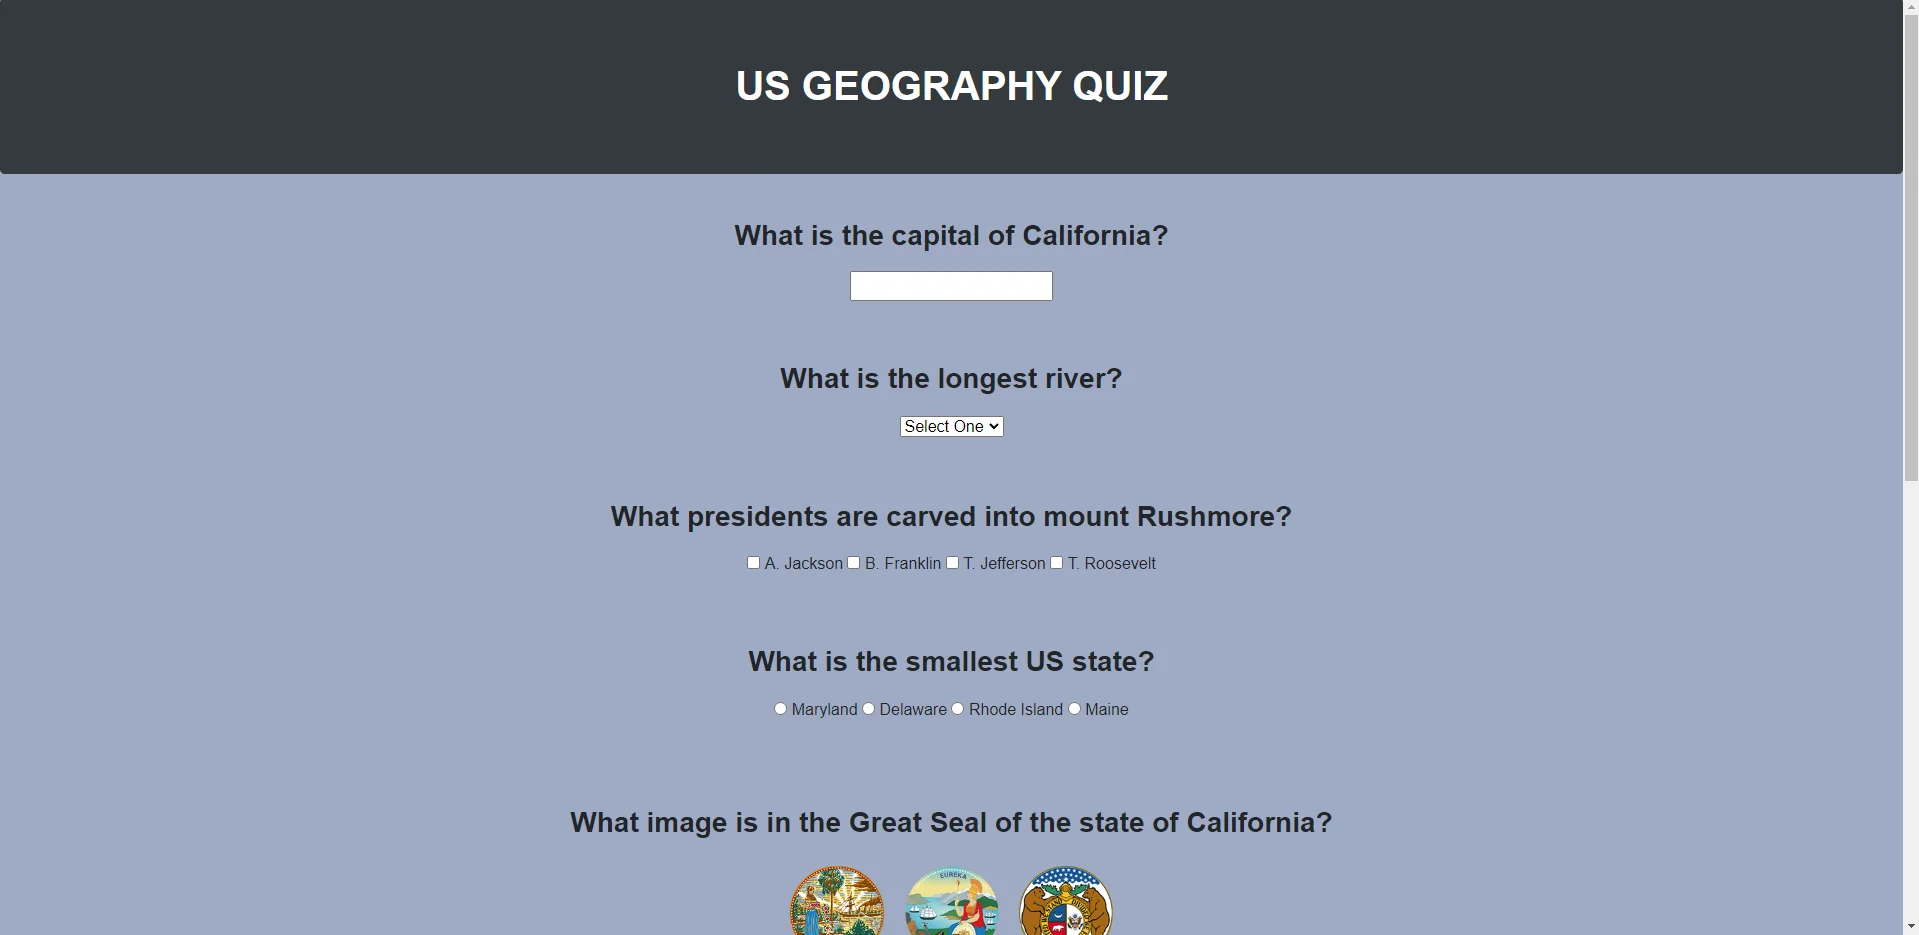 US GEOGRAPHY QUIZ
What is the capital of California?
What is the longest river?
Select One
What presidents are carved into mount Rushmore?
A. Jackson B. Franklin T. Jefferson T. Roosevelt
What is the smallest US state?
Maryland Delaware Rhode Island Maine
What image is in the Great Seal of the state of California?
EUREKA